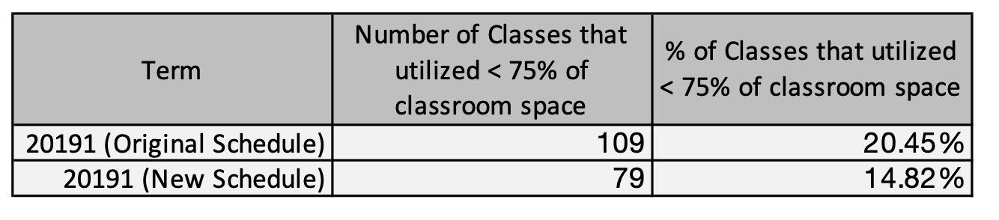 Term
Number of Classes that
utilized < 75% of
classroom space
% of Classes that utilized
< 75% of classroom space
20191 (Original Schedule) 109 20.45%
20191 (New Schedule) 79 14.82%